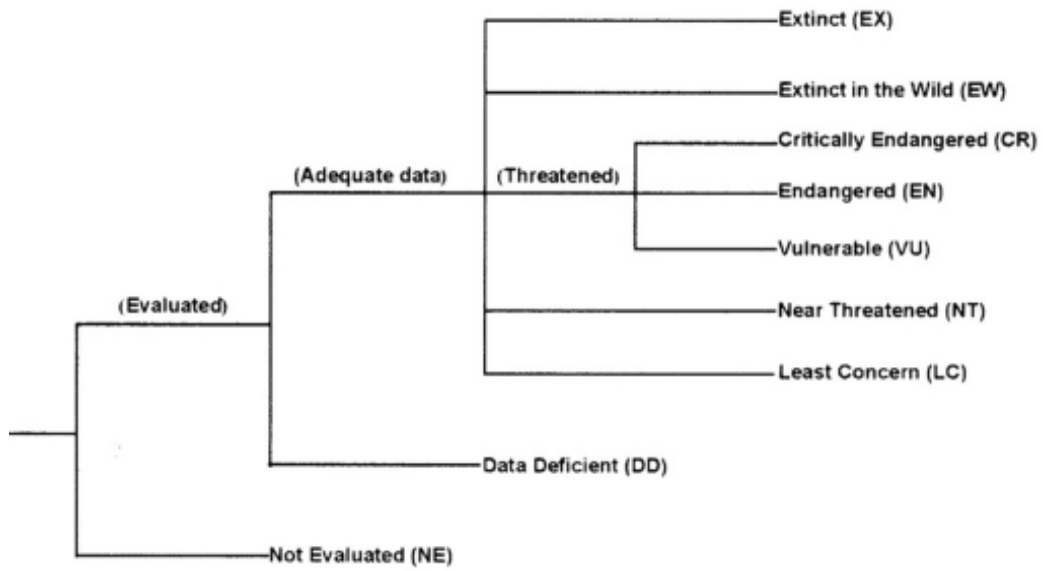 Extinct (EX)
Extinct in the Wild (EW)
Critically Endangered (CR)
(Adequate data)
(Threatened)
Endangered (EN)
Vulnerable (VU)
(Evaluated)
Near Threatened (NT)
Least Concern (LC)
Data Deficient (DD)
Not Evaluated (NE)